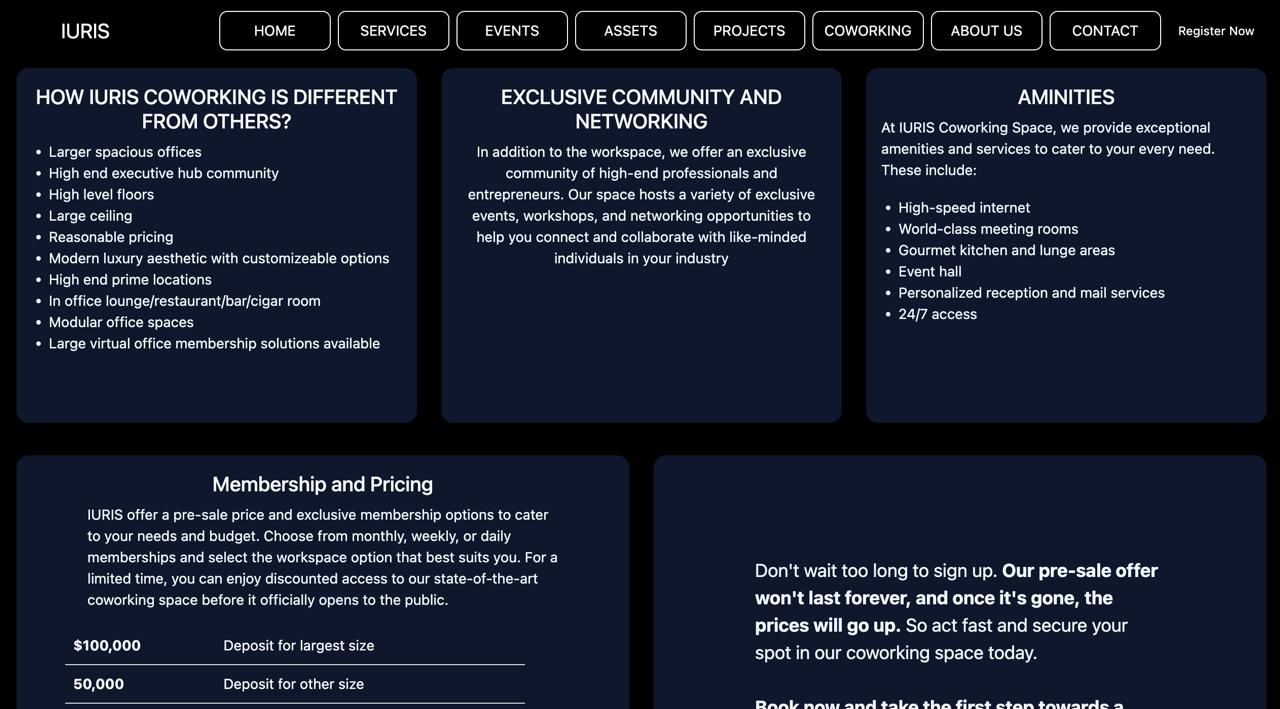 IURIS
HOME
SERVICES
EVENTS
ASSETS
PROJECTS
COWORKING
ABOUT US
CONTACT
Register Now
HOW IURIS COWORKING IS DIFFERENT
FROM OTHERS?
• Larger spacious offices
• High end executive hub community
• High level floors
• Large ceiling
• Reasonable pricing
• Modern luxury aesthetic with customizeable options
• High end prime locations
• In office lounge/restaurant/bar/cigar room
• Modular office spaces
• Large virtual office membership solutions available
EXCLUSIVE COMMUNITY AND
NETWORKING
In addition to the workspace, we offer an exclusive
community of high-end professionals and
entrepreneurs. Our space hosts a variety of exclusive
events, workshops, and networking opportunities to
help you connect and collaborate with like-minded
individuals in your industry
AMINITIES
At IURIS Coworking Space, we provide exceptional
amenities and services to cater to your every need.
These include:
• High-speed internet
• World-class meeting rooms
• Gourmet kitchen and lunge areas
• Event hall
• Personalized reception and mail services
• 24/7 access
Membership and Pricing
IURIS offer a pre-sale price and exclusive membership options to cater
to your needs and budget. Choose from monthly, weekly, or daily
memberships and select the workspace option that best suits you. For a
limited time, you can enjoy discounted access to our state-of-the-art
coworking space before it officially opens to the public.
$100,000 Deposit for largest size
50,000 Deposit for other size
Don't wait too long to sign up. Our pre-sale offer
won't last forever, and once it's gone, the
prices will go up. So act fast and secure your
spot in our coworking space today.
Book now and take the first step towards a